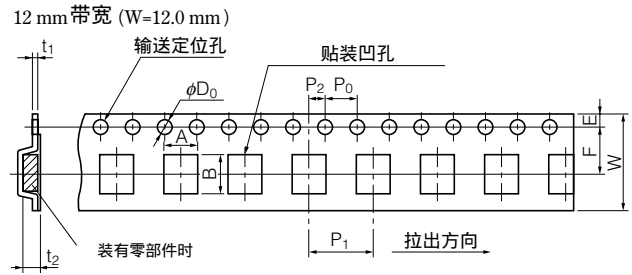 12 mm带宽 (W=12.0 mm)
t₁
输送定位孔
贴装凹孔
ϕD₀
P₂
P₀
A
B
E
F
W
t₂
装有零部件时
P₁
拉出方向